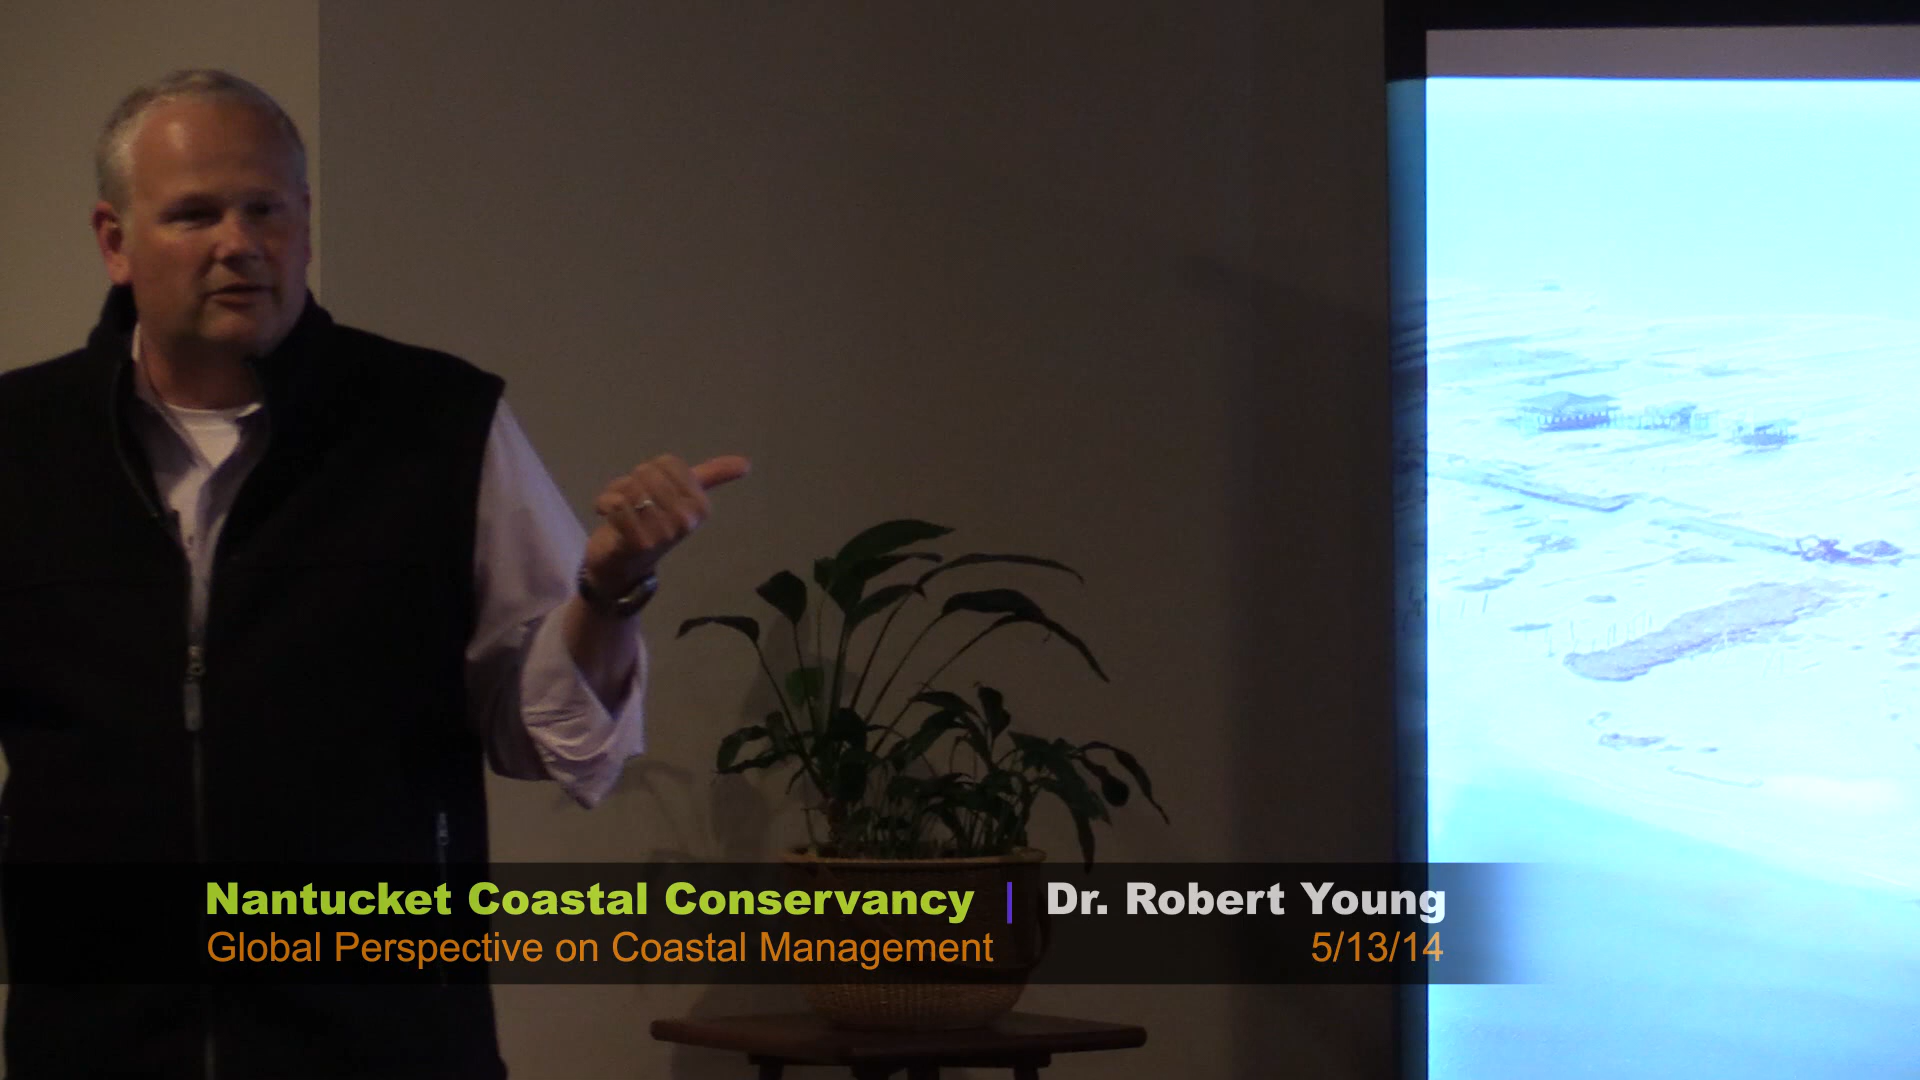 Nantucket Coastal Conservancy | Dr. Robert Young
Global Perspective on Coastal Management 5/13/14